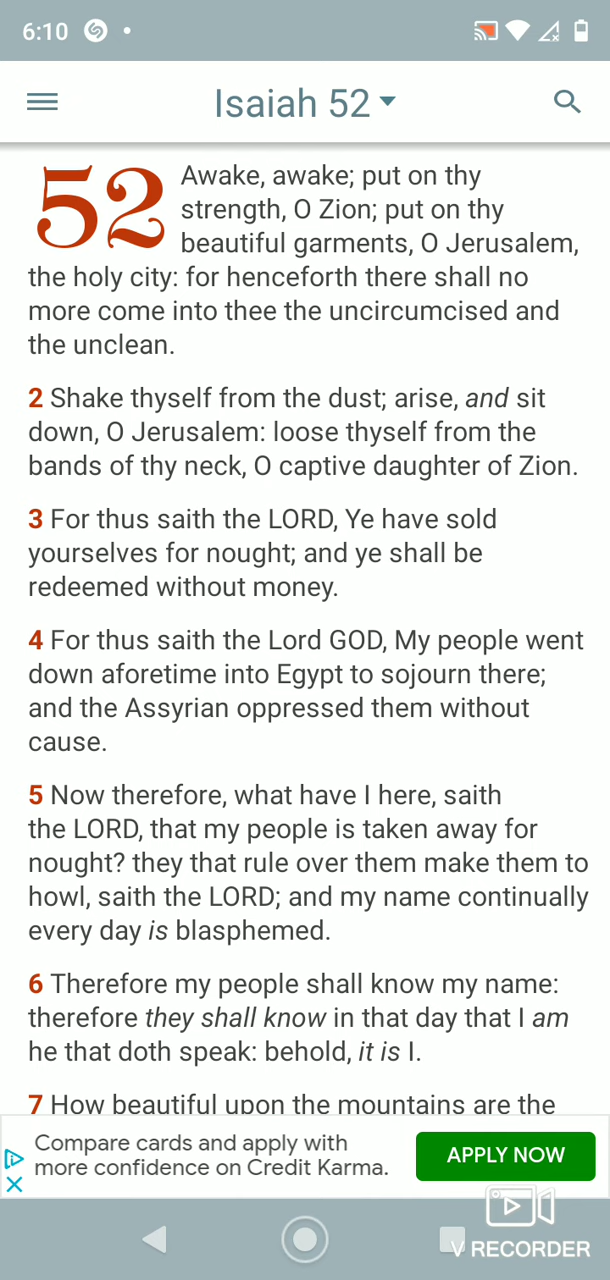 6:10
Isaiah 52
52 Awake, awake; put on thy
strength, O Zion; put on thy
beautiful garments, O Jerusalem,
the holy city: for henceforth there shall no
more come into thee the uncircumcised and
the unclean.
2 Shake thyself from the dust; arise, and sit
down, O Jerusalem: loose thyself from the
bands of thy neck, O captive daughter of Zion.
3 For thus saith the LORD, Ye have sold
yourselves for nought; and ye shall be
redeemed without money.
4 For thus saith the Lord GOD, My people went
down aforetime into Egypt to sojourn there;
and the Assyrian oppressed them without
cause.
5 Now therefore, what have I here, saith
the LORD, that my people is taken away for
nought? they that rule over them make them to
howl, saith the LORD; and my name continually
every day is blasphemed.
6 Therefore my people shall know my name:
therefore they shall know in that day that I am
he that doth speak: behold, it is I.
7 How beautiful upon the mountains are the
Compare cards and apply with
more confidence on Credit Karma.
APPLY NOW
V RECORDER